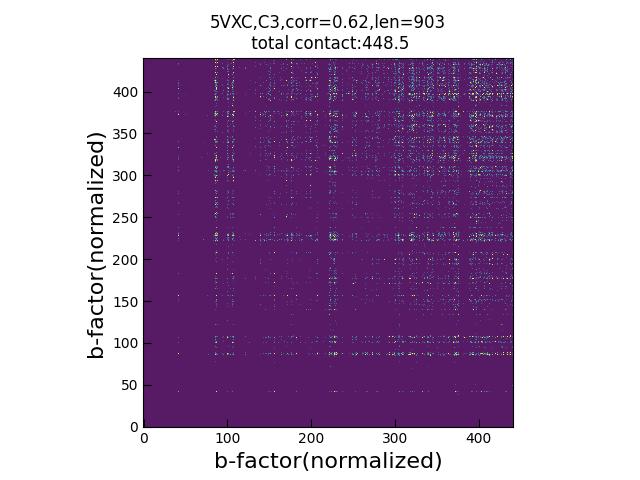 5VXC,C3,corr=0.62,len=903
total contact:448.5
b-factor(normalized)
400
350
300
250
200
150
100
50
0
0 100 200 300 400
b-factor(normalized)